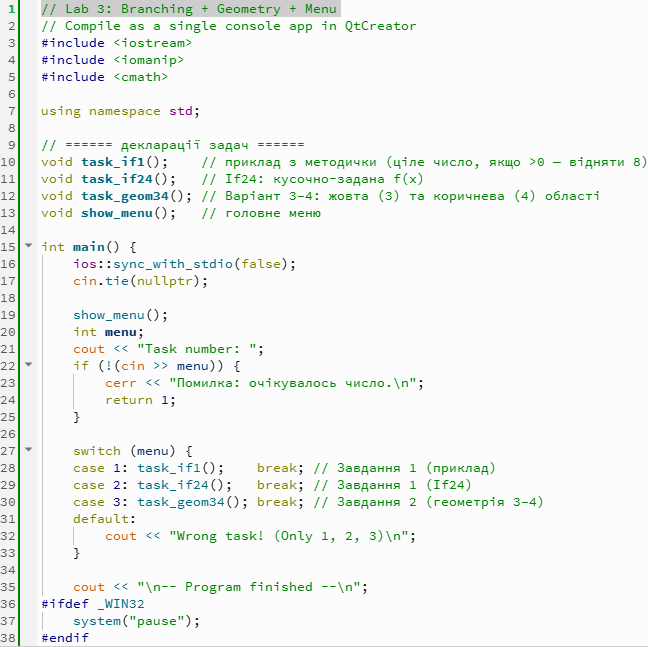 1 // Lab 3: Branching + Geometry + Menu
2 // Compile as a single console app in QtCreator
3 #include <iostream>
4 #include <iomanip>
5 #include <cmath>
6
7 using namespace std;
8
9 // ====== декларації задач ======
10 void task_if1();    // приклад з методички (ціле число, якщо >0 — відняти 8)
11 void task_if24();   // If24: кусочно-задана f(x)
12 void task_geom34(); // Варіант 3–4: жовта (3) та коричнева (4) області
13 void show_menu();   // головне меню
14
15 int main() {
16     ios::sync_with_stdio(false);
17     cin.tie(nullptr);
18
19     show_menu();
20     int menu;
21     cout << "Task number: ";
22     if (!(cin >> menu)) {
23         cerr << "Помилка: очікувалось число.\n";
24         return 1;
25     }
26
27     switch (menu) {
28     case 1: task_if1();    break; // Завдання 1 (приклад)
29     case 2: task_if24();   break; // Завдання 1 (If24)
30     case 3: task_geom34(); break; // Завдання 2 (геометрія 3–4)
31     default:
32         cout << "Wrong task! (Only 1, 2, 3)\n";
33     }
34
35     cout << "\n-- Program finished --\n";
36 #ifdef _WIN32
37     system("pause");
38 #endif